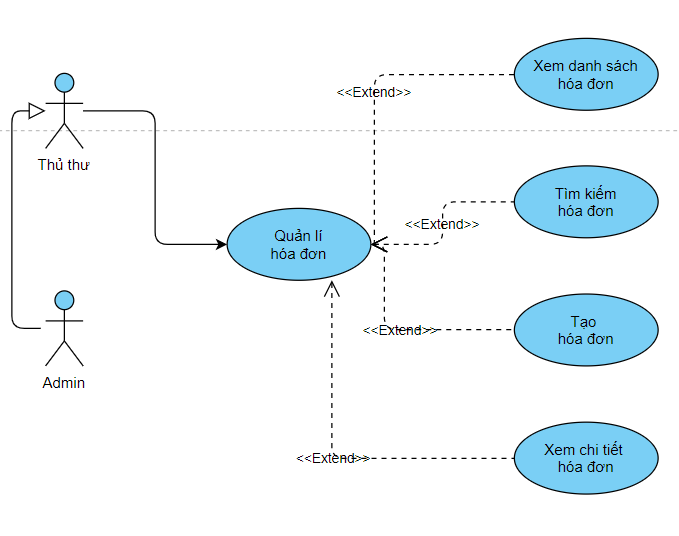 Xem danh sách
hóa đơn
<<Extend>>
Thủ thư
Tìm kiếm
hóa đơn
<<Extend>>
Quản lí
hóa đơn
Tạo
hóa đơn
<<Extend>>
Admin
Xem chi tiết
hóa đơn
<<Extend>>